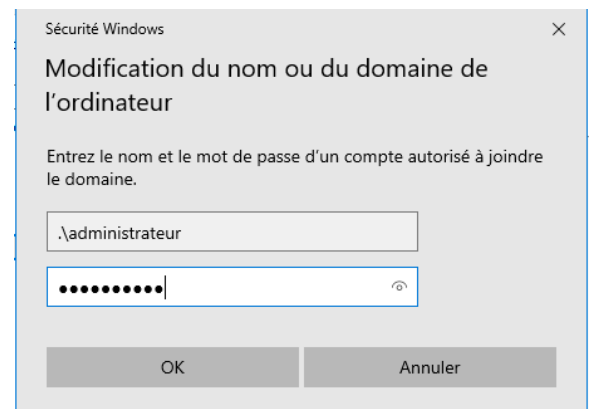 Sécurité Windows
Modification du nom ou du domaine de
l'ordinateur
Entrez le nom et le mot de passe d'un compte autorisé à joindre
le domaine.
.\administrateur
●●●●●●●●●●
OK Annuler